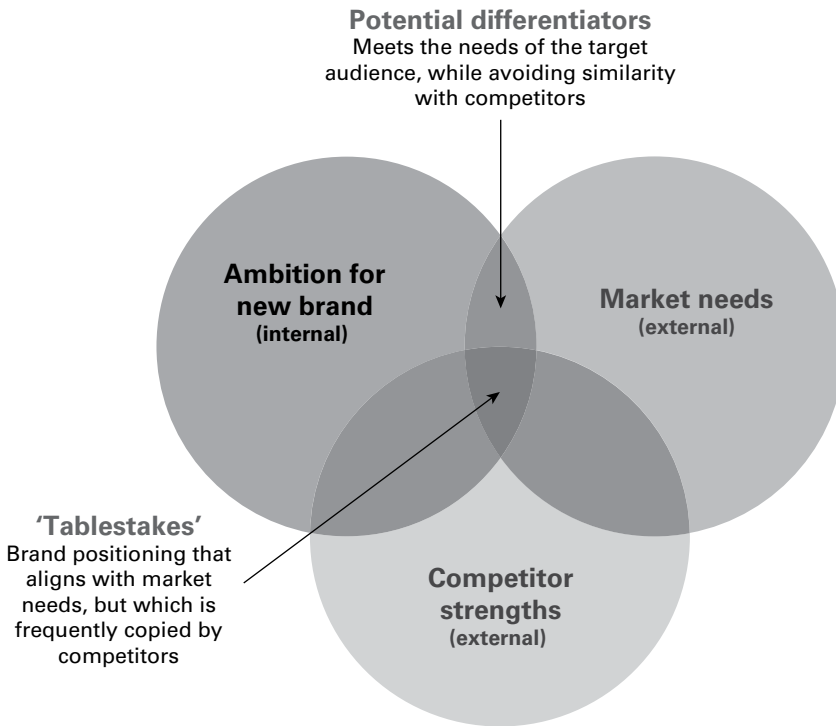 Potential differentiators
Meets the needs of the target
audience, while avoiding similarity
with competitors
Ambition for
new brand
(internal)
Market needs
(external)
‘Tablestakes’
Brand positioning that
aligns with market
needs, but which is
frequently copied by
competitors
Competitor
strengths
(external)